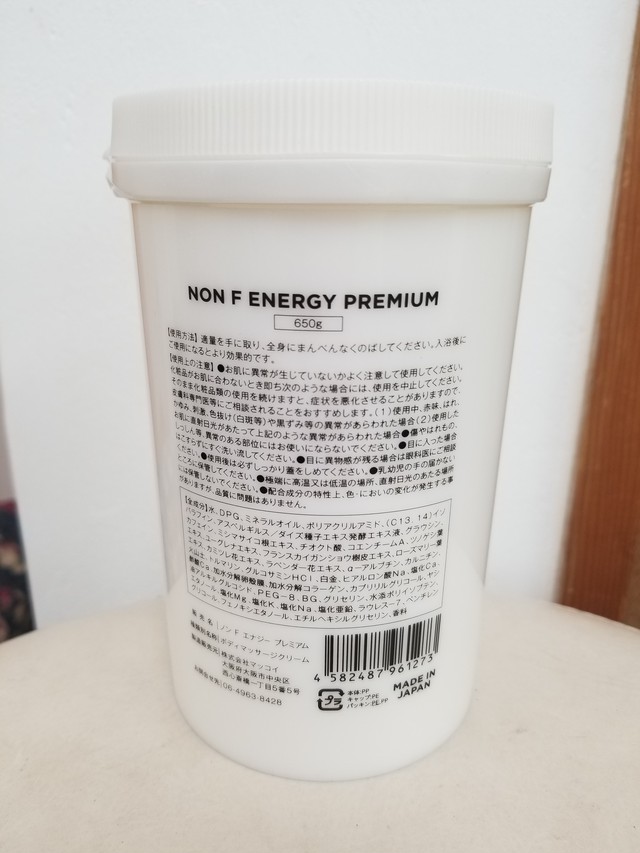 NON F ENERGY PREMIUM
650g
【使用方法】適量を手に取り、全身にまんべんなくのばしてください。入浴後に
ご使用になるとより効果的です。
【使用上の注意】●お肌に異常が生じていないかよく注意して使用してください。
化粧品がお肌に合わないとき即ち次のような場合には、使用を中止してください。
そのまま化粧品類の使用を続けますと、症状を悪化させることがありますので、
皮膚科専門医等にご相談されることをおすすめします。(1)使用中、赤味、はれ、
かゆみ、刺激、色抜け(白斑等)や黒ずみ等の異常があらわれた場合(2)使用した
お肌に直射日光があたって上記のような異常があらわれた場合●傷やはれもの、
しっしん等、異常のある部位にはお使いにならないでください。●目に入った場合
はこすらずにすぐ洗い流してください。●目に異物感が残る場合は眼科医にご相談
ください。●使用後は必ずしっかり蓋をしめてください。●乳幼児の手の届かない
ところに保管してください。●極端に高温又は低温の場所、直射日光のあたる場所
には保管しないでください。●配合成分の特性上、色・においの変化が発生する事
がありますが、品質に問題はありません。
【全成分】水、DPG、ミネラルオイル、ポリアクリルアミド、(C13,14)イソ
パラフィン、アスペルギルス/ダイズ種子エキス発酵エキス液、グラウシン、
カフェイン、ミシマサイコ根エキス、チオクト酸、コエンチームA、ツノゲシ葉
エキス、ユーグレナエキス、フランスカイガンショウ樹皮エキス、ローズマリー葉
エキス、カミツレ花エキス、ラベンダー花エキス、α-アルブチン、カルニチン、
トルマリン、グルコサミンHCl、白金、ヒアルロン酸Na、塩化Ca、
加水分解卵殻膜、加水分解コラーゲン、カプリリルグリコール、ヤシ
アルキルグルコシド、PEG-8、BG、グリセリン、水添ポリイソブテン、
エタノール、塩化Mg、塩化K、塩化Na、塩化亜鉛、ラウレス-7、ペンチレン
グリコール、フェノキシエタノール、エチルヘキシルグリセリン、香料
販売名/ノンF エナジー プレミアム
種類別名称/ボディマッサージクリーム
製造販売元/株式会社マッコイ
大阪府大阪市中央区
西心斎橋一丁目5番5号
お問合せ先/06-4963-8428
4 582487 961273
プラ
本体:PP
キャップ:PE
パッキン:PE,PP
MADE IN
JAPAN